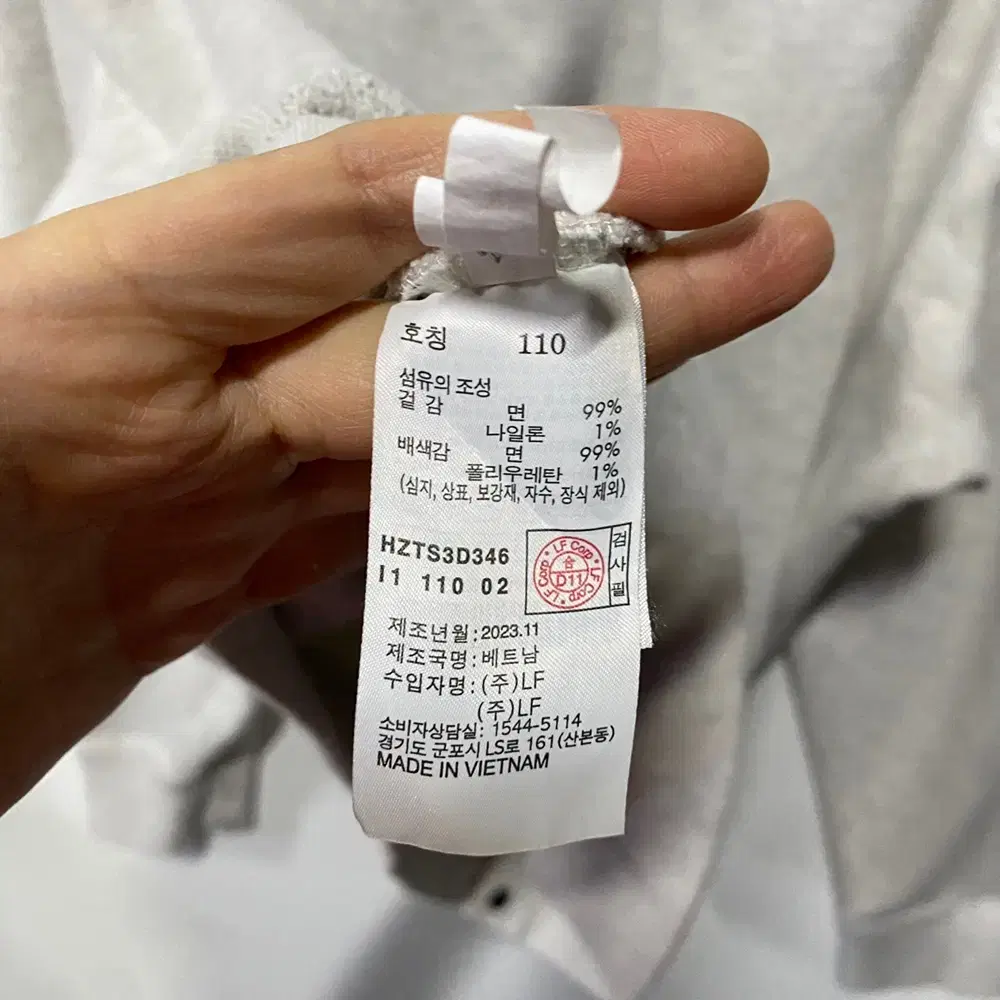 호칭 110
섬유의 조성
겉 감 면 99%
나일론 1%
배색감 면 99%
폴리우레탄 1%
(심지, 상표, 보강재, 자수, 장식 제외)
HZTS3D346
I1 110 02
LF Corp LF Corp LF Corp
合
D11
검사필
제조년월 : 2023.11
제조국명 : 베트남
수입자명 : (주)LF
(주)LF
소비자상담실: 1544-5114
경기도 군포시 LS로 161(산본동)
MADE IN VIETNAM